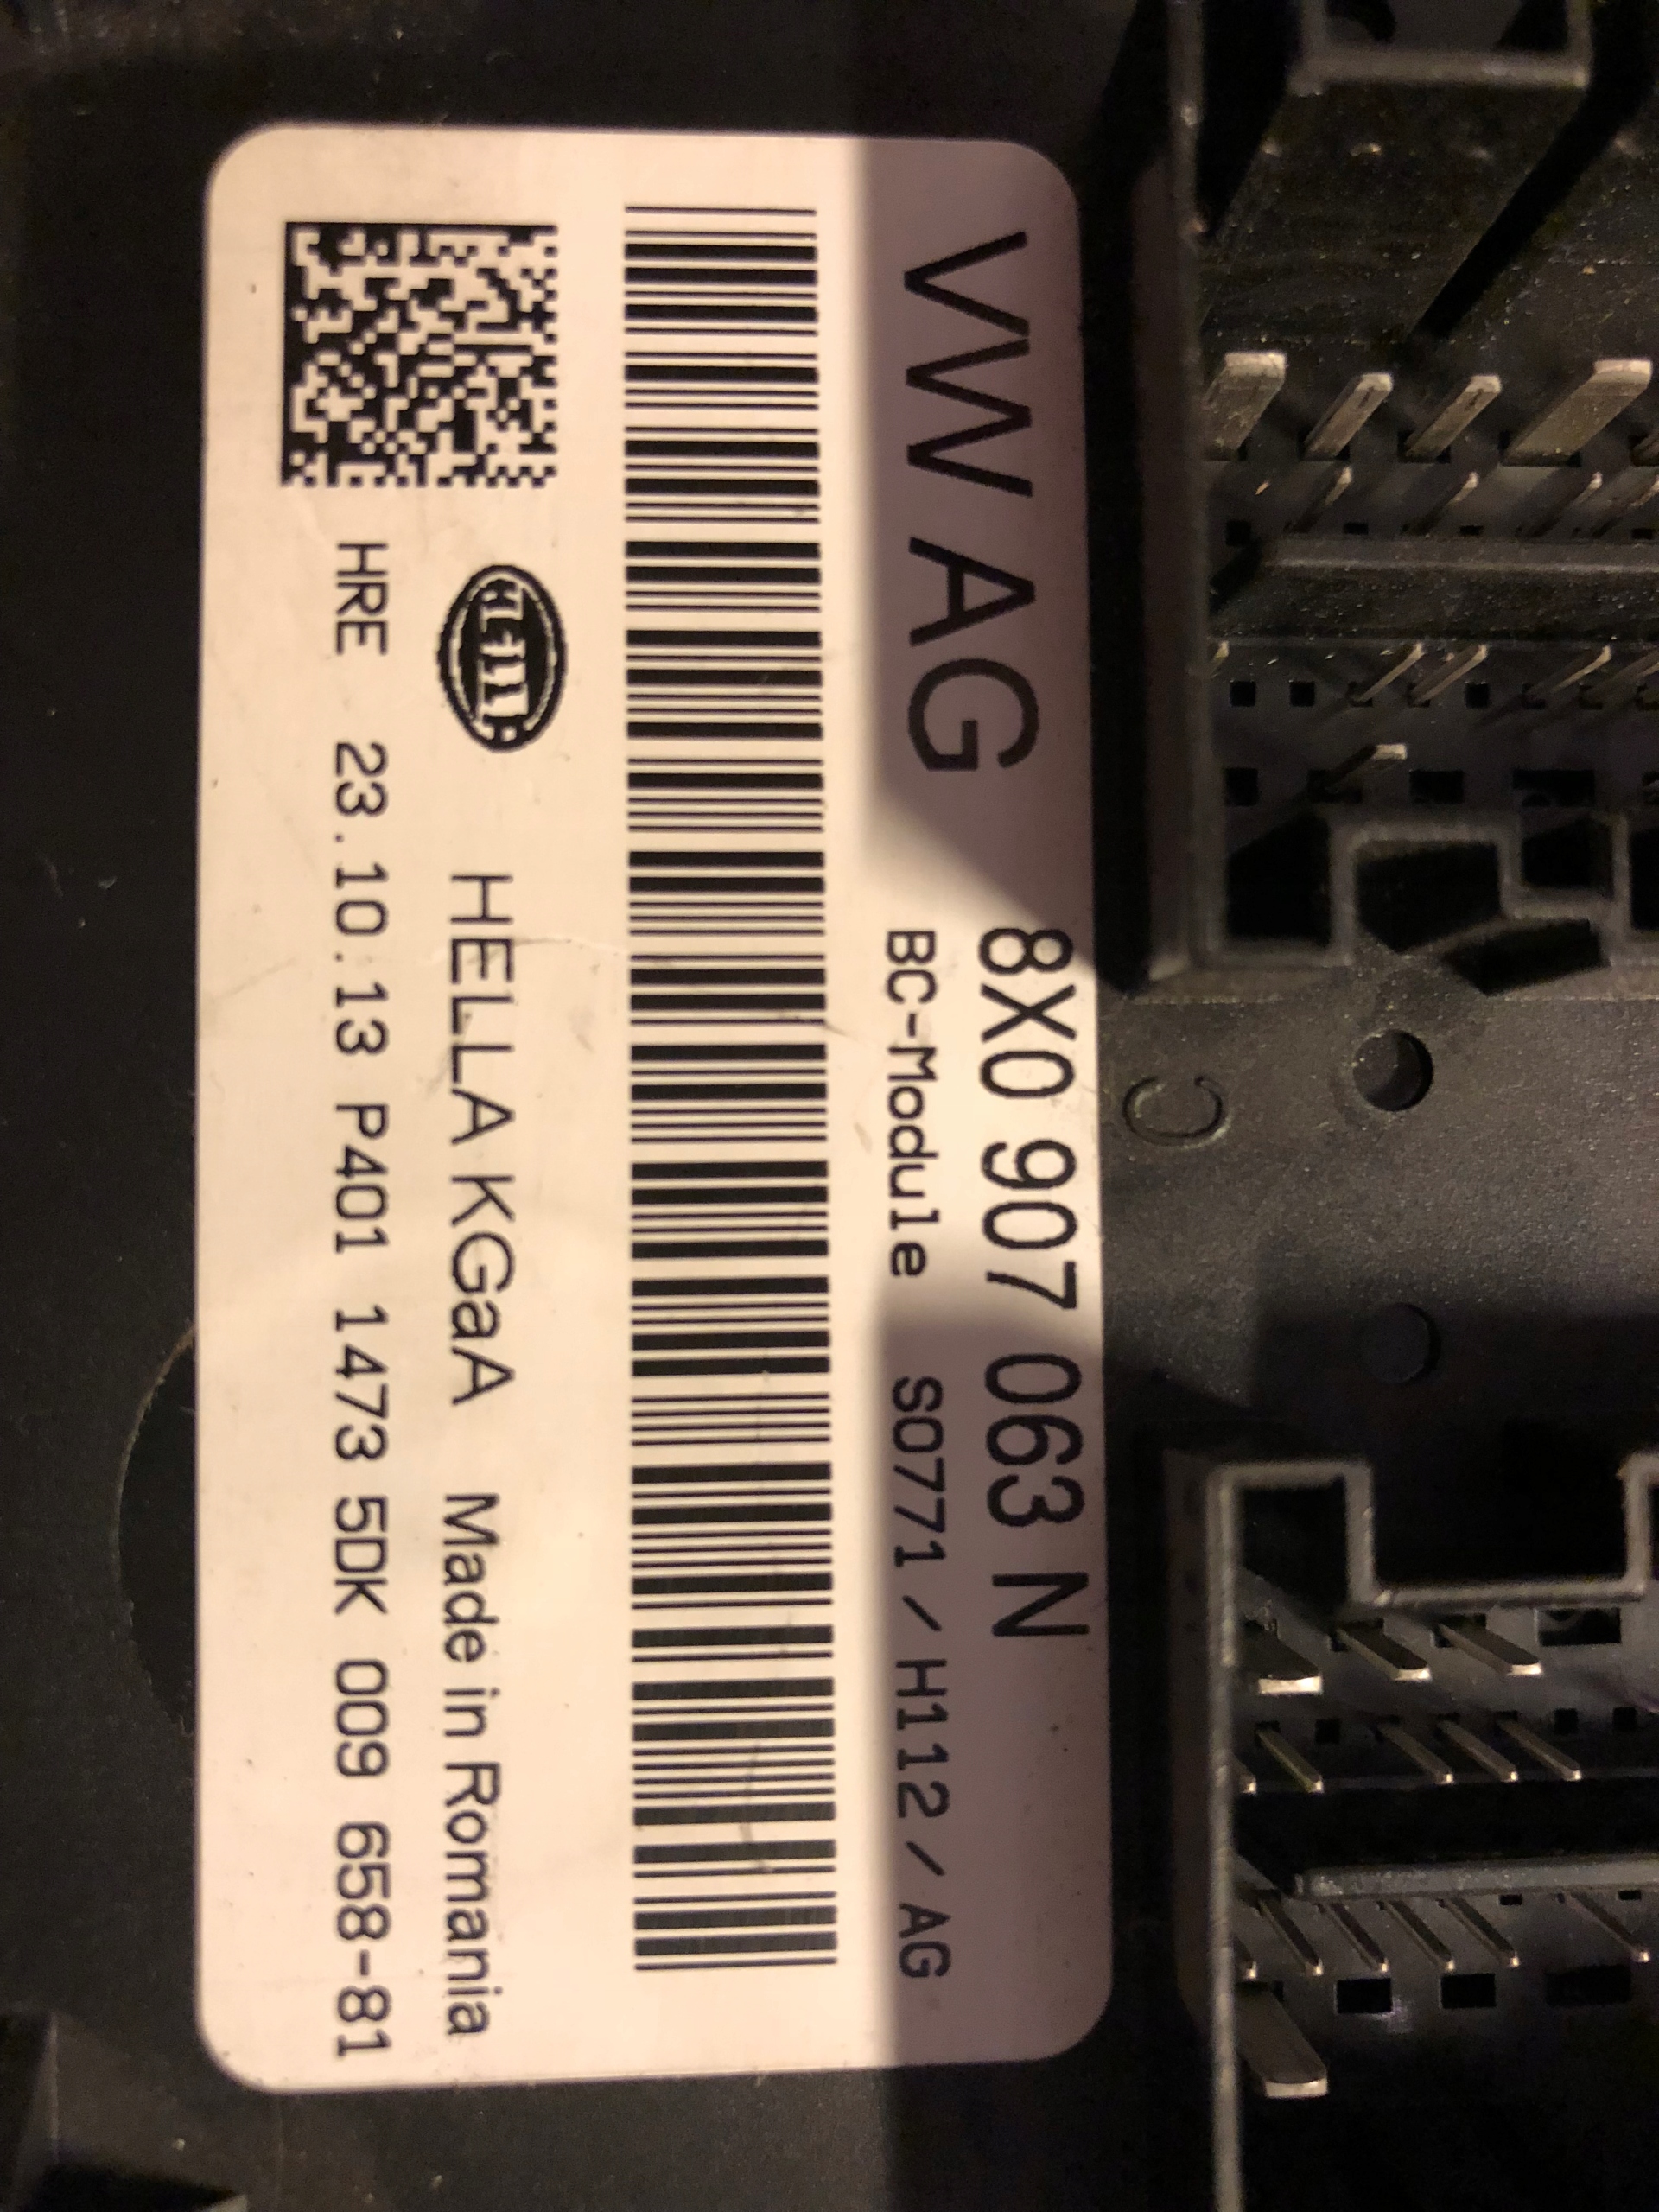 VW AG
8X0 907 063 N
BC-Module S0771 / H112 / AG
HELLA
HELLA KGaA Made in Romania
HRE 23.10.13 P401 1473 5DK 009 658-81
C